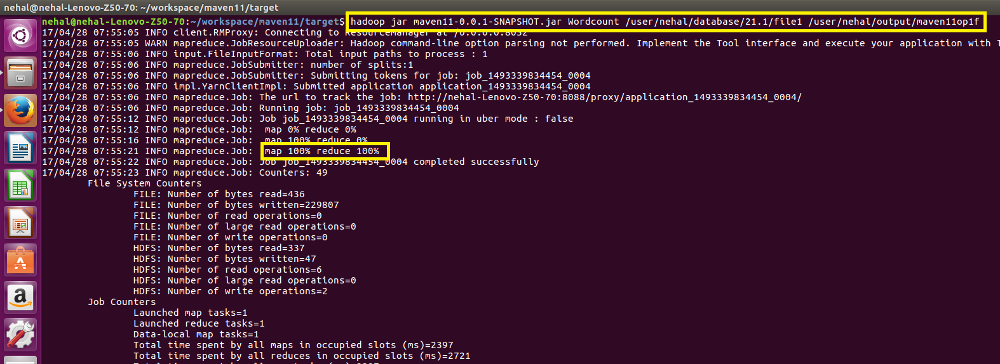 nehal@nehal-Lenovo-Z50-70: ~/workspace/maven11/target
nehal@nehal-Lenovo-Z50-70:~/workspace/maven11/target$ hadoop jar maven11-0.0.1-SNAPSHOT.jar Wordcount /user/nehal/database/21.1/file1 /user/nehal/output/maven11op1f
17/04/28 07:55:05 INFO client.RMProxy: Connecting to ResourceManager at /0.0.0.0:8032
17/04/28 07:55:05 WARN mapreduce.JobResourceUploader: Hadoop command-line option parsing not performed. Implement the Tool interface and execute your application with T
17/04/28 07:55:06 INFO input.FileInputFormat: Total input paths to process : 1
17/04/28 07:55:06 INFO mapreduce.JobSubmitter: number of splits:1
17/04/28 07:55:06 INFO mapreduce.JobSubmitter: Submitting tokens for job: job_1493339834454_0004
17/04/28 07:55:06 INFO impl.YarnClientImpl: Submitted application application_1493339834454_0004
17/04/28 07:55:06 INFO mapreduce.Job: The url to track the job: http://nehal-Lenovo-Z50-70:8088/proxy/application_1493339834454_0004/
17/04/28 07:55:06 INFO mapreduce.Job: Running job: job_1493339834454_0004
17/04/28 07:55:12 INFO mapreduce.Job: Job job_1493339834454_0004 running in uber mode : false
17/04/28 07:55:12 INFO mapreduce.Job:  map 0% reduce 0%
17/04/28 07:55:16 INFO mapreduce.Job:  map 100% reduce 0%
17/04/28 07:55:21 INFO mapreduce.Job:  map 100% reduce 100%
17/04/28 07:55:22 INFO mapreduce.Job: Job job_1493339834454_0004 completed successfully
17/04/28 07:55:23 INFO mapreduce.Job: Counters: 49
File System Counters
FILE: Number of bytes read=436
FILE: Number of bytes written=229807
FILE: Number of read operations=0
FILE: Number of large read operations=0
FILE: Number of write operations=0
HDFS: Number of bytes read=337
HDFS: Number of bytes written=47
HDFS: Number of read operations=6
HDFS: Number of large read operations=0
HDFS: Number of write operations=2
Job Counters
Launched map tasks=1
Launched reduce tasks=1
Data-local map tasks=1
Total time spent by all maps in occupied slots (ms)=2397
Total time spent by all reduces in occupied slots (ms)=2721